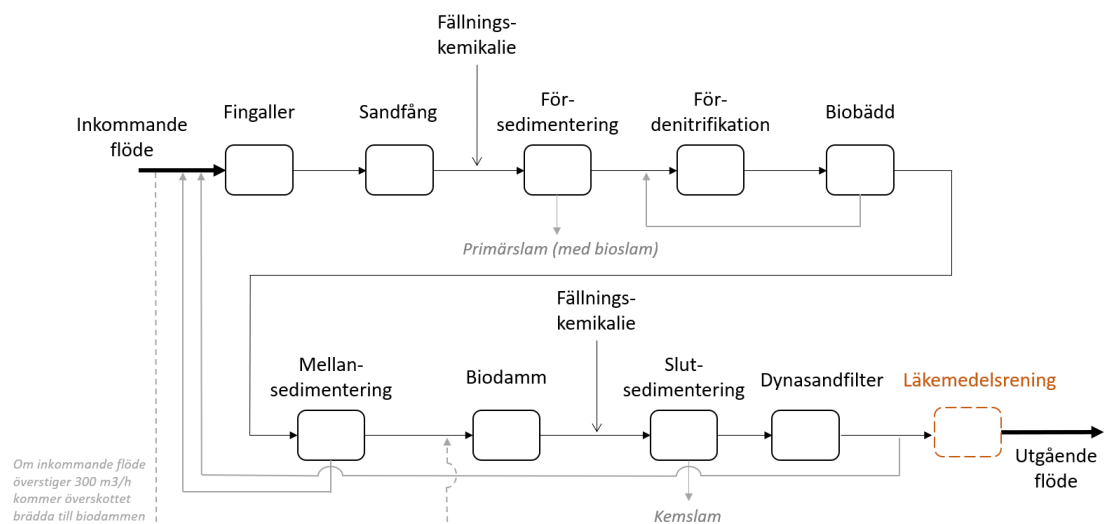 Fällnings-
kemikalie
Inkommande
flöde
Fingaller
Sandfång
För-
sedimentering
För-
denitrifikation
Biobädd
Primärslam (med bioslam)
Fällnings-
kemikalie
Mellan-
sedimentering
Biodamm
Slut-
sedimentering
Dynasandfilter
Läkemedelsrening
Utgående
flöde
Om inkommande flöde
överstiger 300 m3/h
kommer överskottet
brädda till biodammen
Kemslam